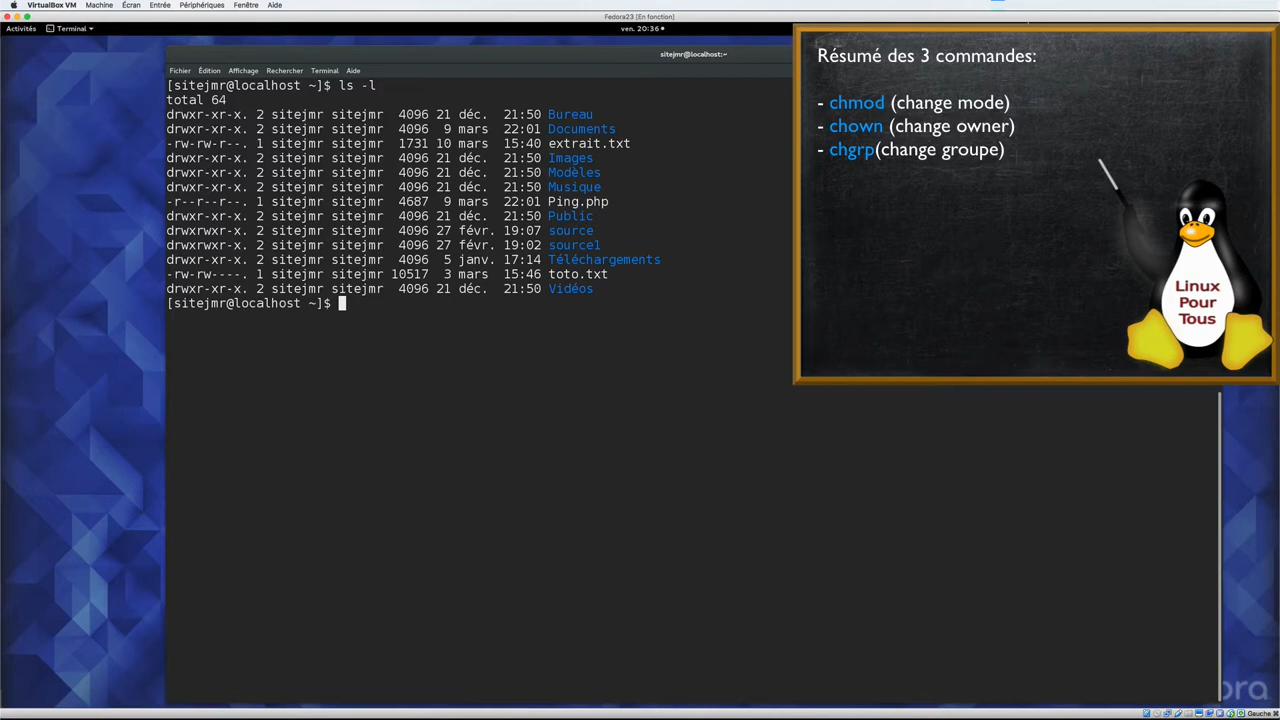 VirtualBox VM Machine Écran Entrée Périphériques Fenêtre Aide
Fedora23 [En fonction]
Activités Terminal ven. 20:36
sitejmr@localhost:~
Fichier Édition Affichage Rechercher Terminal Aide
[sitejmr@localhost ~]$ ls -l
total 64
drwxr-xr-x. 2 sitejmr sitejmr 4096 21 déc. 21:50 Bureau
drwxr-xr-x. 2 sitejmr sitejmr 4096 9 mars 22:01 Documents
-rw-rw-r--. 1 sitejmr sitejmr 1731 10 mars 15:40 extrait.txt
drwxr-xr-x. 2 sitejmr sitejmr 4096 21 déc. 21:50 Images
drwxr-xr-x. 2 sitejmr sitejmr 4096 21 déc. 21:50 Modèles
drwxr-xr-x. 2 sitejmr sitejmr 4096 21 déc. 21:50 Musique
-r--r--r--. 1 sitejmr sitejmr 4687 9 mars 22:01 Ping.php
drwxr-xr-x. 2 sitejmr sitejmr 4096 21 déc. 21:50 Public
drwxrwxr-x. 2 sitejmr sitejmr 4096 27 févr. 19:07 source
drwxrwxr-x. 2 sitejmr sitejmr 4096 27 févr. 19:02 source1
drwxr-xr-x. 2 sitejmr sitejmr 4096 5 janv. 17:14 Téléchargements
-rw-rw----. 1 sitejmr sitejmr 10517 3 mars 15:46 toto.txt
drwxr-xr-x. 2 sitejmr sitejmr 4096 21 déc. 21:50 Vidéos
[sitejmr@localhost ~]$
Résumé des 3 commandes:
- chmod (change mode)
- chown (change owner)
- chgrp(change groupe)
Linux
Pour
Tous
ora
Gauche ⌘